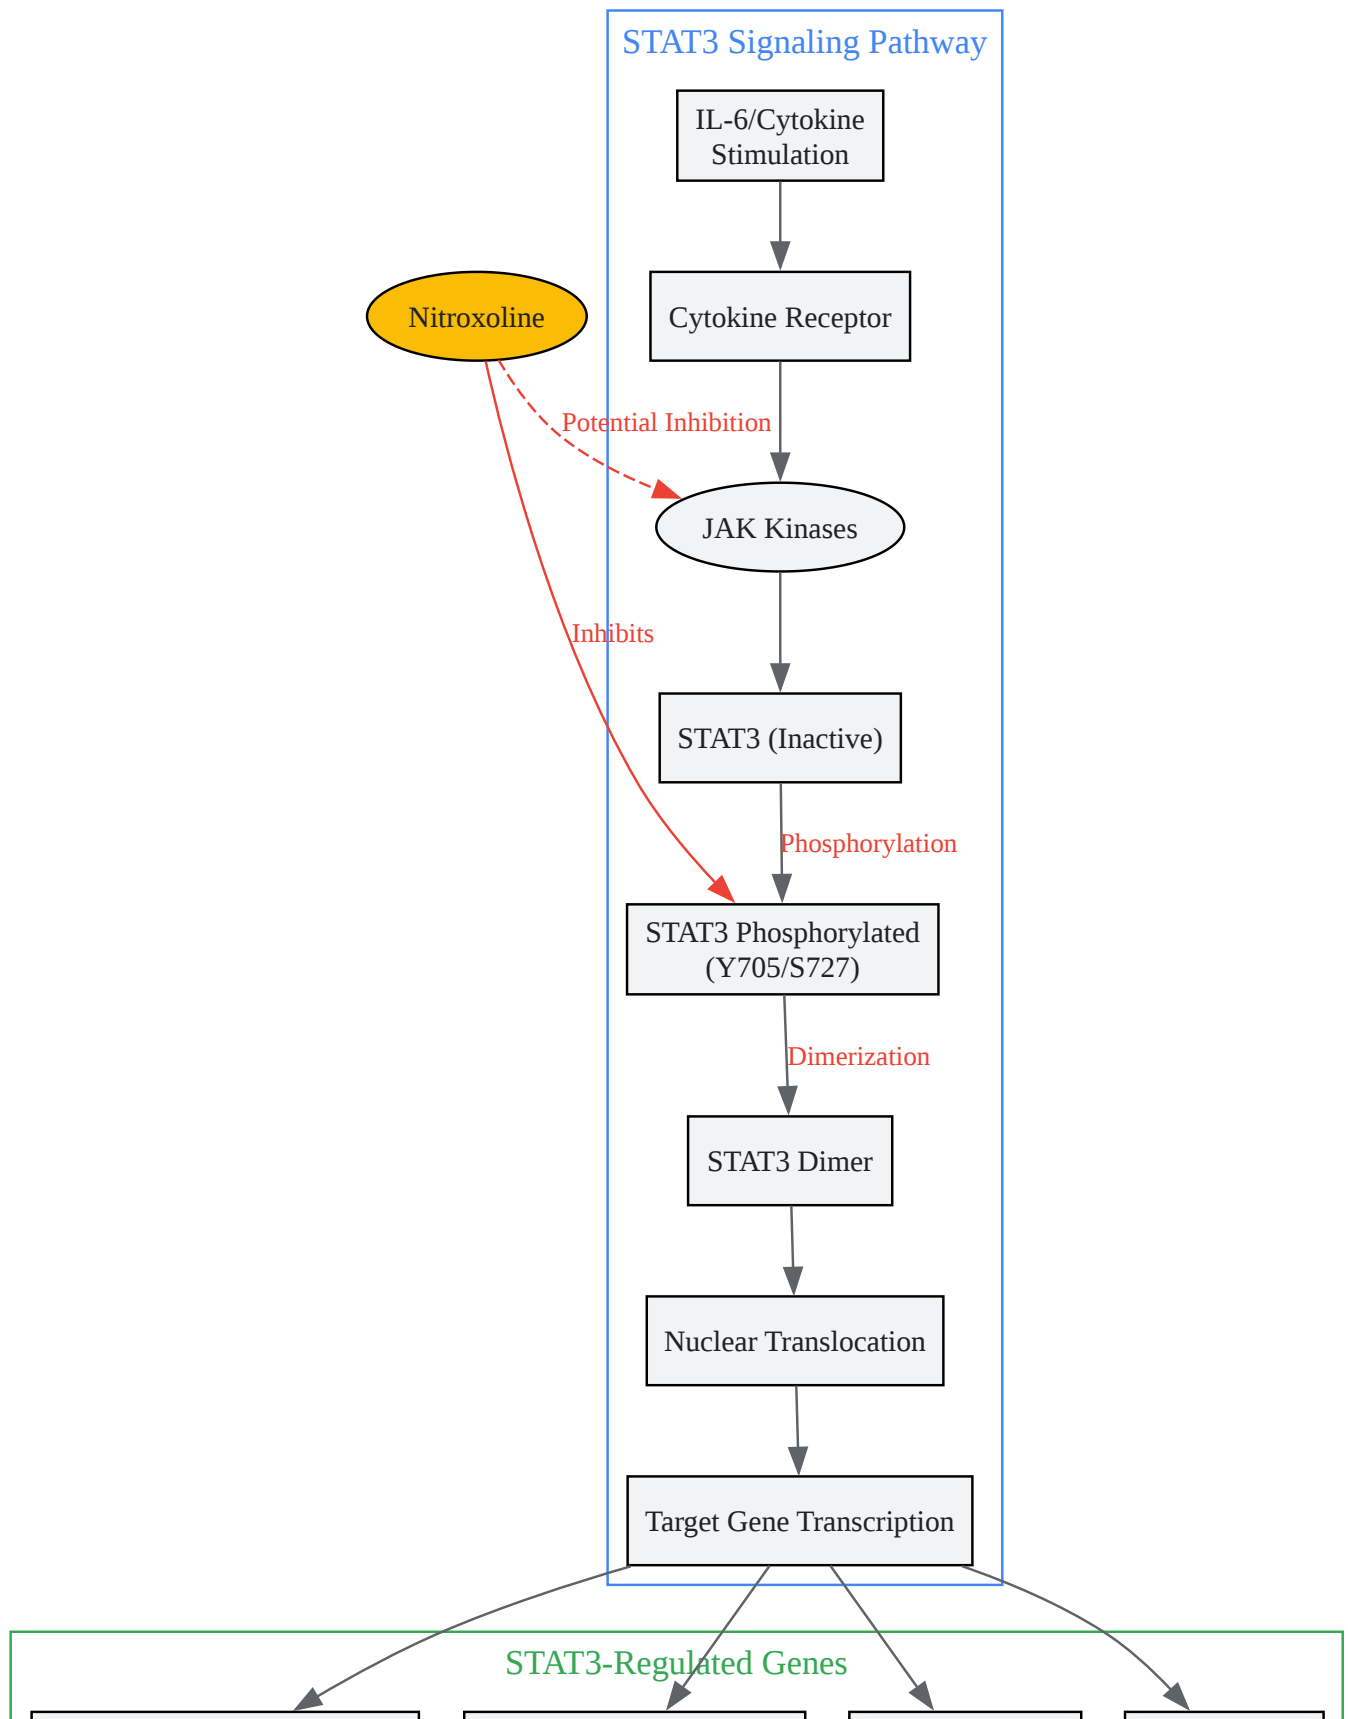 STAT3 Signaling Pathway
IL-6/Cytokine
Stimulation
Nitroxoline
Cytokine Receptor
Potential Inhibition
JAK Kinases
Inhibits
STAT3 (Inactive)
Phosphorylation
STAT3 Phosphorylated
(Y705/S727)
Dimerization
STAT3 Dimer
Nuclear Translocation
Target Gene Transcription
STAT3-Regulated Genes